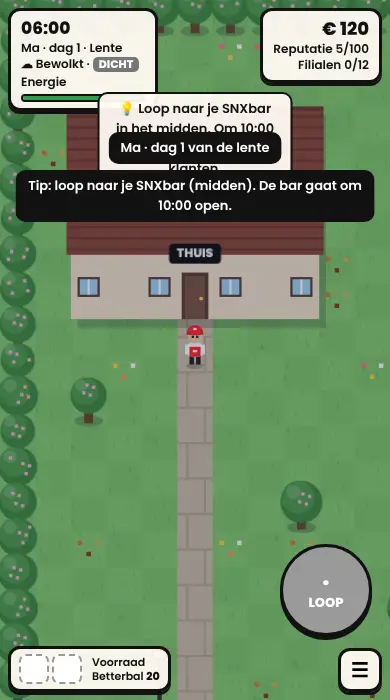 06:00
Ma · dag 1 · Lente
☁ Bewolkt · DICHT
Energie
€ 120
Reputatie 5/100
Filialen 0/12
💡 Loop naar je SNXbar
in het midden. Om 10:00
Ma · dag 1 van de lente
klanten.
Tip: loop naar je SNXbar (midden). De bar gaat om
10:00 open.
THUIS
LOOP
Voorraad
Betterbal 20